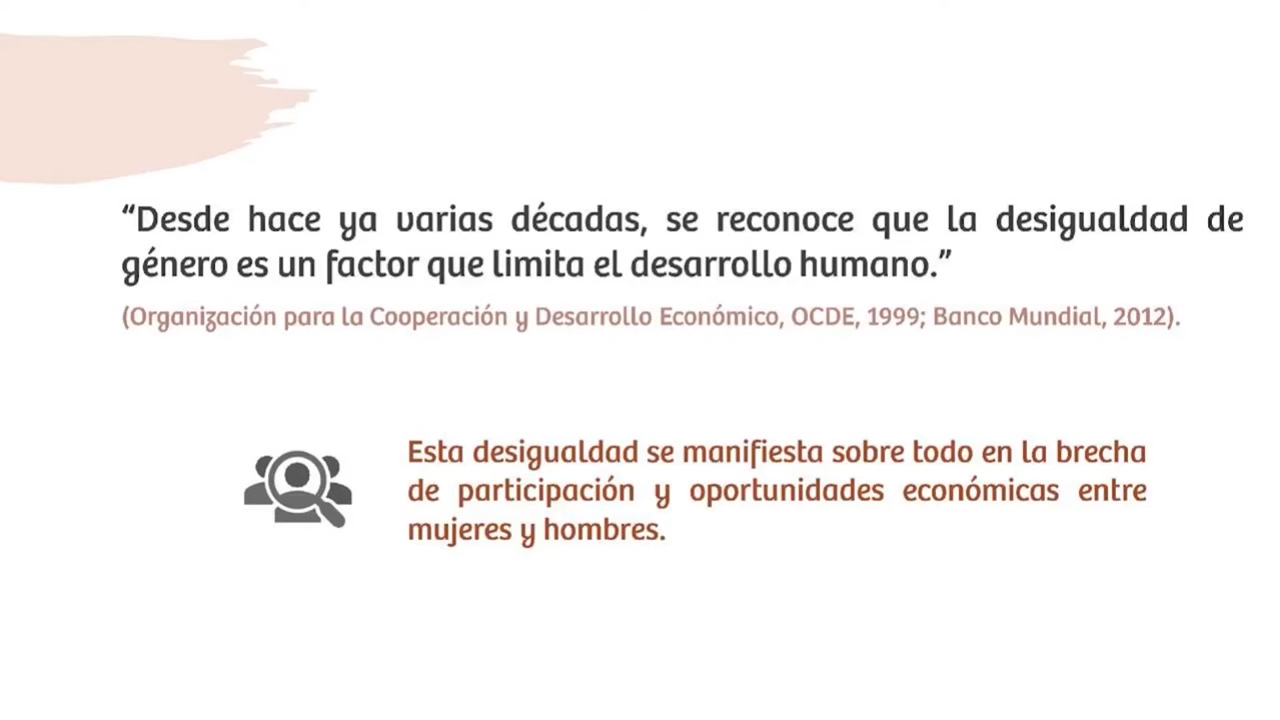 “Desde hace ya varias décadas, se reconoce que la desigualdad de
género es un factor que limita el desarrollo humano.”
(Organización para la Cooperación y Desarrollo Económico, OCDE, 1999; Banco Mundial, 2012).
Esta desigualdad se manifiesta sobre todo en la brecha
de participación y oportunidades económicas entre
mujeres y hombres.